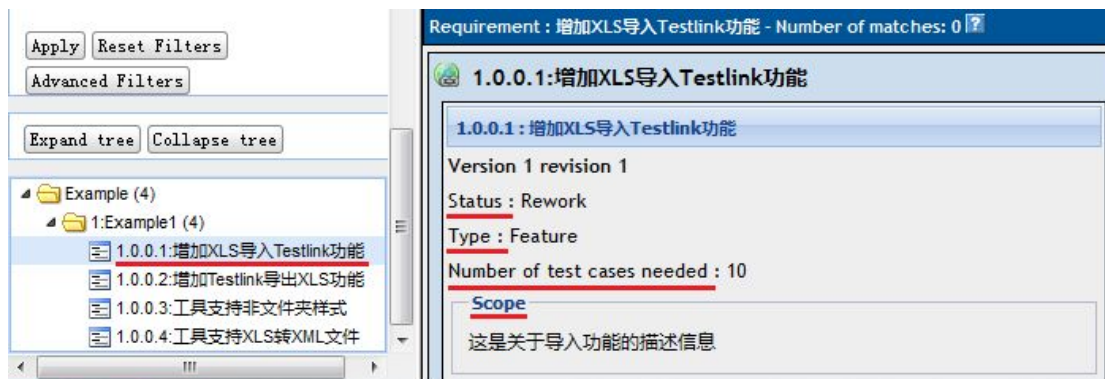 Apply Reset Filters
Advanced Filters
Expand tree Collapse tree
Example (4)
1:Example1 (4)
1.0.0.1:增加XLS导入Testlink功能
1.0.0.2:增加Testlink导出XLS功能
1.0.0.3:工具支持非文件夹样式
1.0.0.4:工具支持XLS转XML文件
Requirement : 增加XLS导入Testlink功能 - Number of matches: 0 ?
1.0.0.1:增加XLS导入Testlink功能
1.0.0.1 : 增加XLS导入Testlink功能
Version 1 revision 1
Status : Rework
Type : Feature
Number of test cases needed : 10
Scope
这是关于导入功能的描述信息